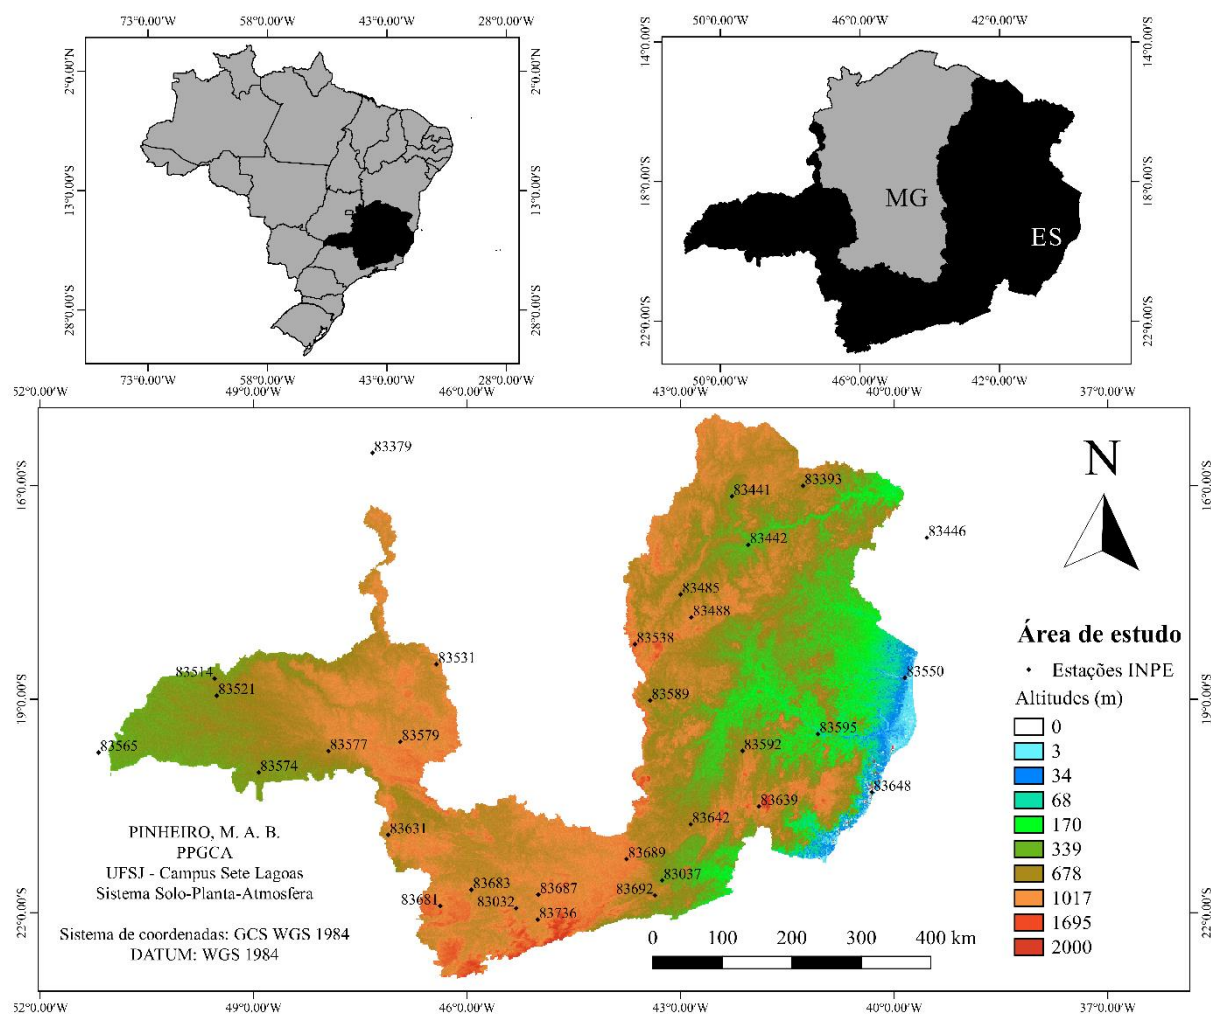 73°0.00'W 58°0.00'W 43°0.00'W 28°0.00'W
2°0.00'N 2°0.00'N
13°0.00'S 13°0.00'S
28°0.00'S 28°0.00'S
73°0.00'W 58°0.00'W 43°0.00'W 28°0.00'W
50°0.00'W 46°0.00'W 42°0.00'W
14°0.00'S 14°0.00'S
18°0.00'S 18°0.00'S
MG
ES
22°0.00'S 22°0.00'S
50°0.00'W 46°0.00'W 42°0.00'W
52°0.00'W 49°0.00'W 46°0.00'W 43°0.00'W 40°0.00'W 37°0.00'W
83379
16°0.00'S 16°0.00'S
83441
83393
83446
83442
83485
83488
83538
83531
83514
83521
83550
83589
19°0.00'S 19°0.00'S
83565
83577
83579
83574
83592
83595
83648
83639
83642
83631
83689
83037
83692
83683
83687
83681
83032
83736
22°0.00'S 22°0.00'S
N
Área de estudo
Estações INPE
Altitudes (m)
0
3
34
68
170
339
678
1017
1695
2000
PINHEIRO, M. A. B.
PPGCA
UFSJ - Campus Sete Lagoas
Sistema Solo-Planta-Atmosfera
Sistema de coordenadas: GCS WGS 1984
DATUM: WGS 1984
0 100 200 300 400 km
52°0.00'W 49°0.00'W 46°0.00'W 43°0.00'W 40°0.00'W 37°0.00'W